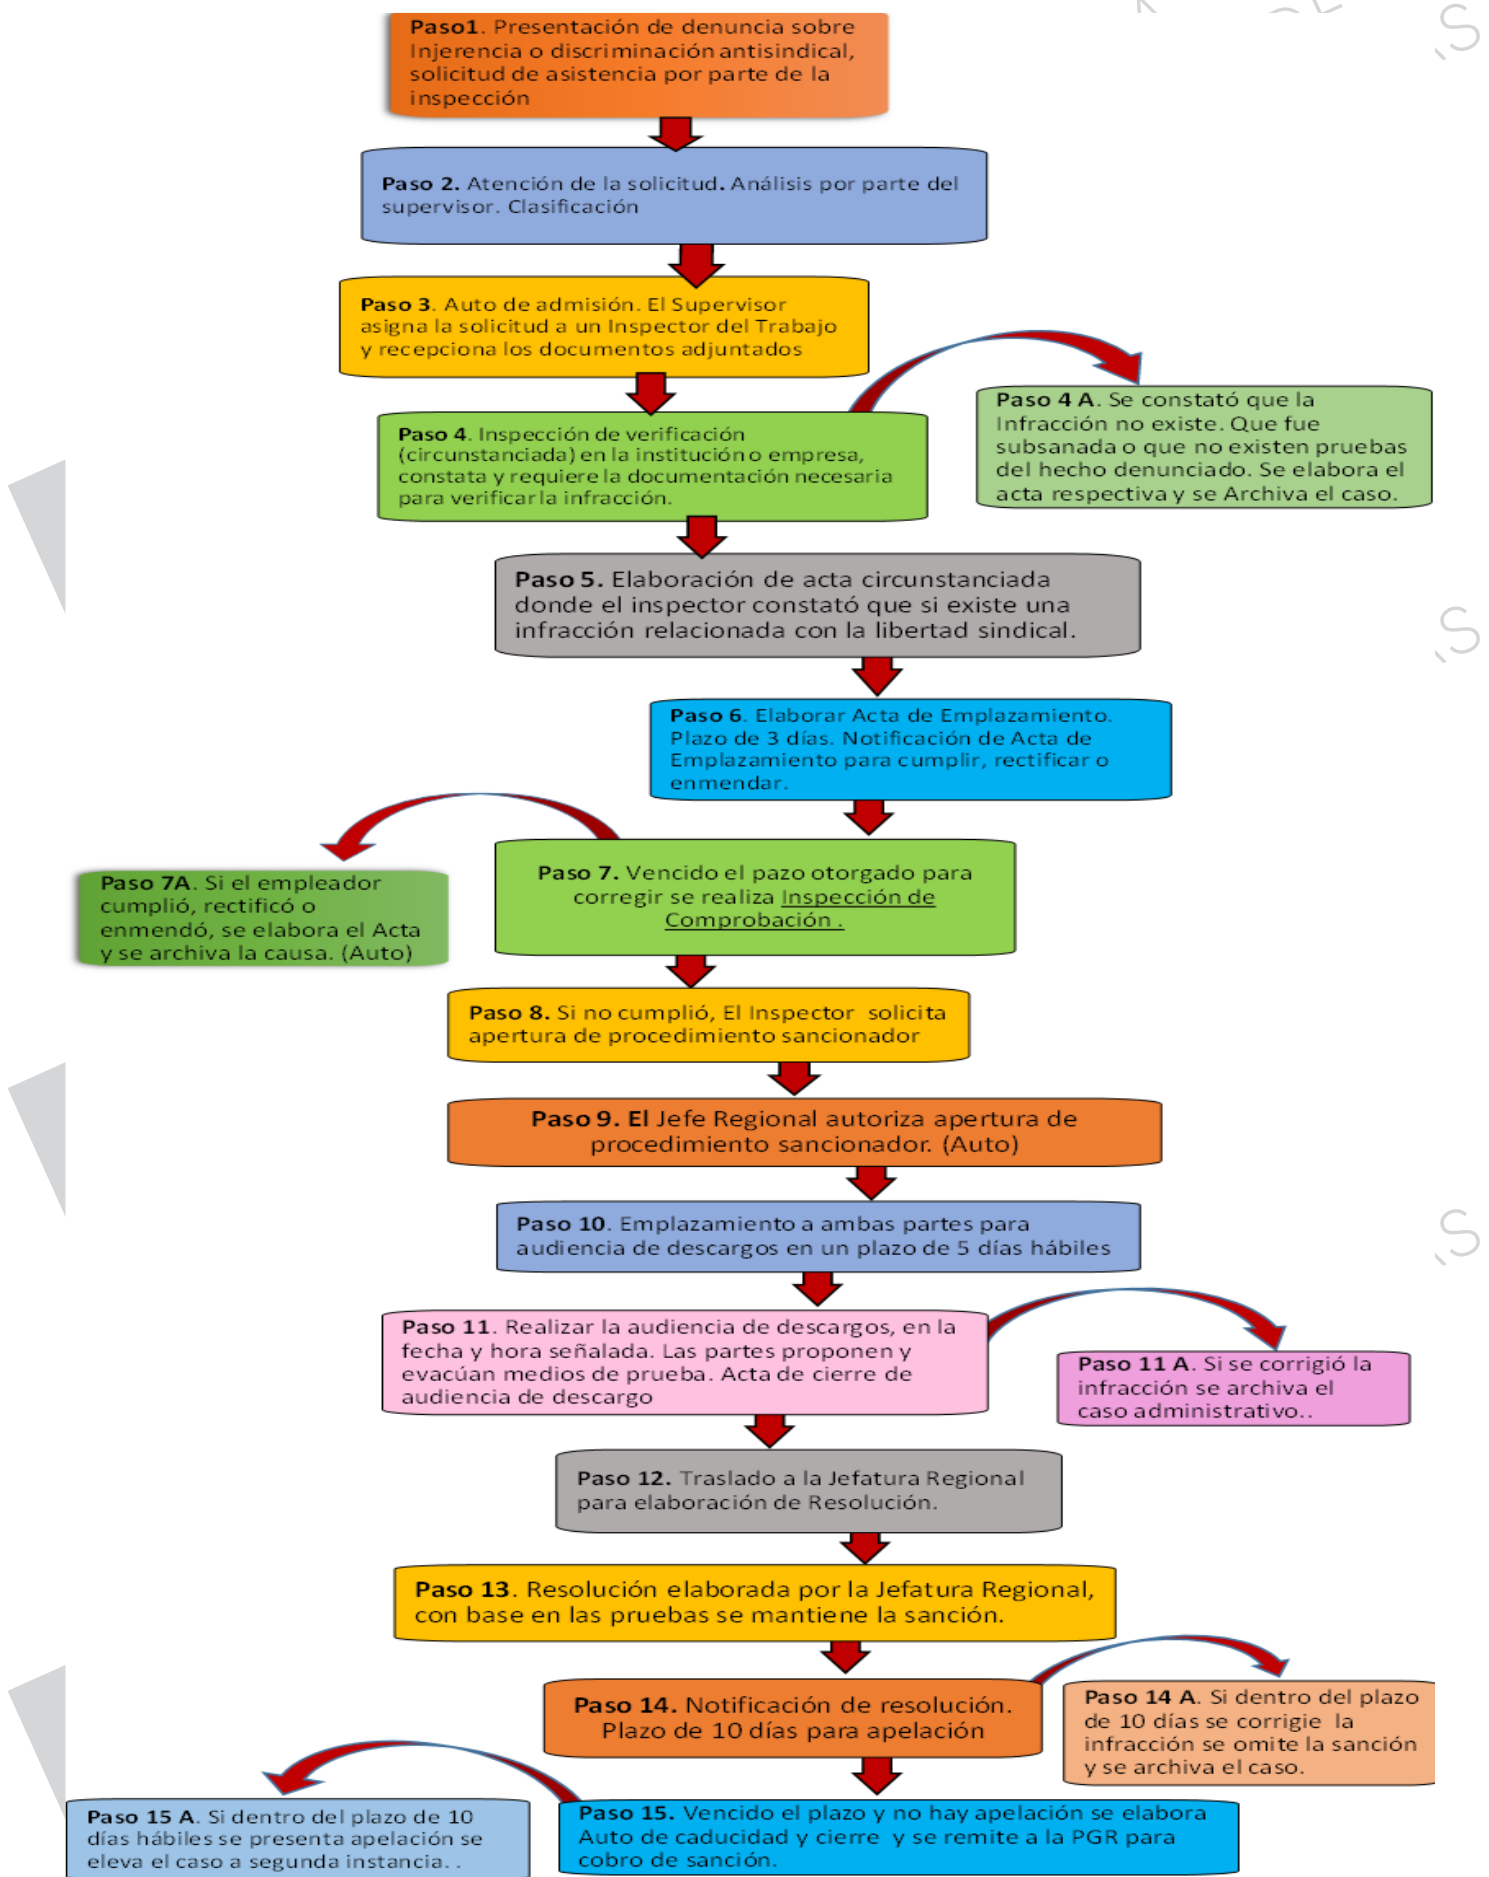 Paso1. Presentación de denuncia sobre
Injerencia o discriminación antisindical,
solicitud de asistencia por parte de la
inspección
Paso 2. Atención de la solicitud. Análisis por parte del
supervisor. Clasificación
Paso 3. Auto de admisión. El Supervisor
asigna la solicitud a un Inspector del Trabajo
y recepciona los documentos adjuntados
Paso 4 A. Se constató que la
Infracción no existe. Que fue
subsanada o que no existen pruebas
del hecho denunciado. Se elabora el
acta respectiva y se Archiva el caso.
Paso 4. Inspección de verificación
(circunstanciada) en la institución o empresa,
constata y requiere la documentación necesaria
para verificar la infracción.
Paso 5. Elaboración de acta circunstanciada
donde el inspector constató que si existe una
infracción relacionada con la libertad sindical.
Paso 6. Elaborar Acta de Emplazamiento.
Plazo de 3 días. Notificación de Acta de
Emplazamiento para cumplir, rectificar o
enmendar.
Paso 7. Vencido el pazo otorgado para
corregir se realiza Inspección de
Comprobación .
Paso 7A. Si el empleador
cumplió, rectificó o
enmendó, se elabora el Acta
y se archiva la causa. (Auto)
Paso 8. Si no cumplió, El Inspector solicita
apertura de procedimiento sancionador
Paso 9. El Jefe Regional autoriza apertura de
procedimiento sancionador. (Auto)
Paso 10. Emplazamiento a ambas partes para
audiencia de descargos en un plazo de 5 días hábiles
Paso 11. Realizar la audiencia de descargos, en la
fecha y hora señalada. Las partes proponen y
evacúan medios de prueba. Acta de cierre de
audiencia de descargo
Paso 11 A. Si se corrigió la
infracción se archiva el
caso administrativo..
Paso 12. Traslado a la Jefatura Regional
para elaboración de Resolución.
Paso 13. Resolución elaborada por la Jefatura Regional,
con base en las pruebas se mantiene la sanción.
Paso 14. Notificación de resolución.
Plazo de 10 días para apelación
Paso 14 A. Si dentro del plazo
de 10 días se corrigie la
infracción se omite la sanción
y se archiva el caso.
Paso 15 A. Si dentro del plazo de 10
días hábiles se presenta apelación se
eleva el caso a segunda instancia. .
Paso 15. Vencido el plazo y no hay apelación se elabora
Auto de caducidad y cierre y se remite a la PGR para
cobro de sanción.